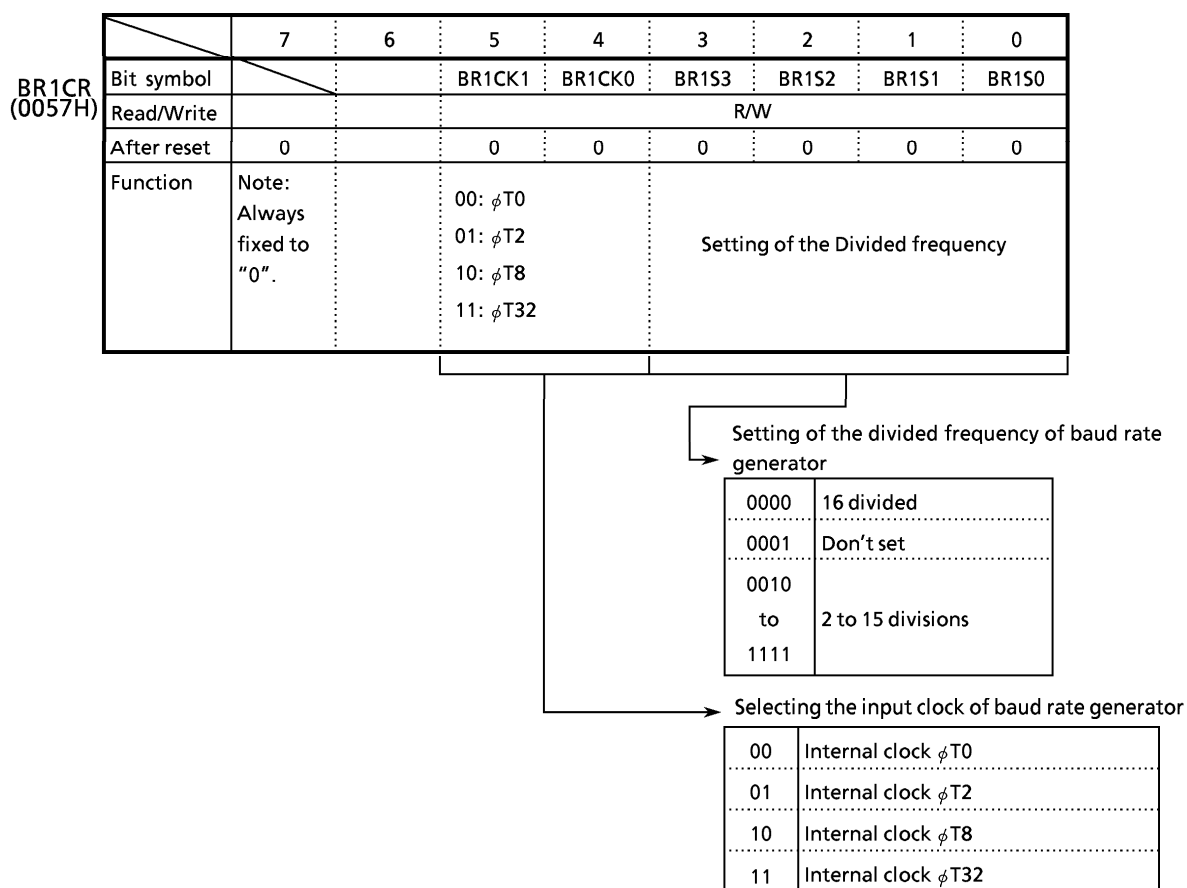 7 6 5 4 3 2 1 0
BR1CR
(0057H)
Bit symbol BR1CK1 BR1CK0 BR1S3 BR1S2 BR1S1 BR1S0
Read/Write R/W
After reset 0 0 0 0 0 0 0
Function
Note:
Always
fixed to
“0”.
00: ϕT0
01: ϕT2
10: ϕT8
11: ϕT32
Setting of the Divided frequency
Setting of the divided frequency of baud rate
generator
0000 16 divided
0001 Don’t set
0010
to 2 to 15 divisions
1111
Selecting the input clock of baud rate generator
00 Internal clock ϕT0
01 Internal clock ϕT2
10 Internal clock ϕT8
11 Internal clock ϕT32